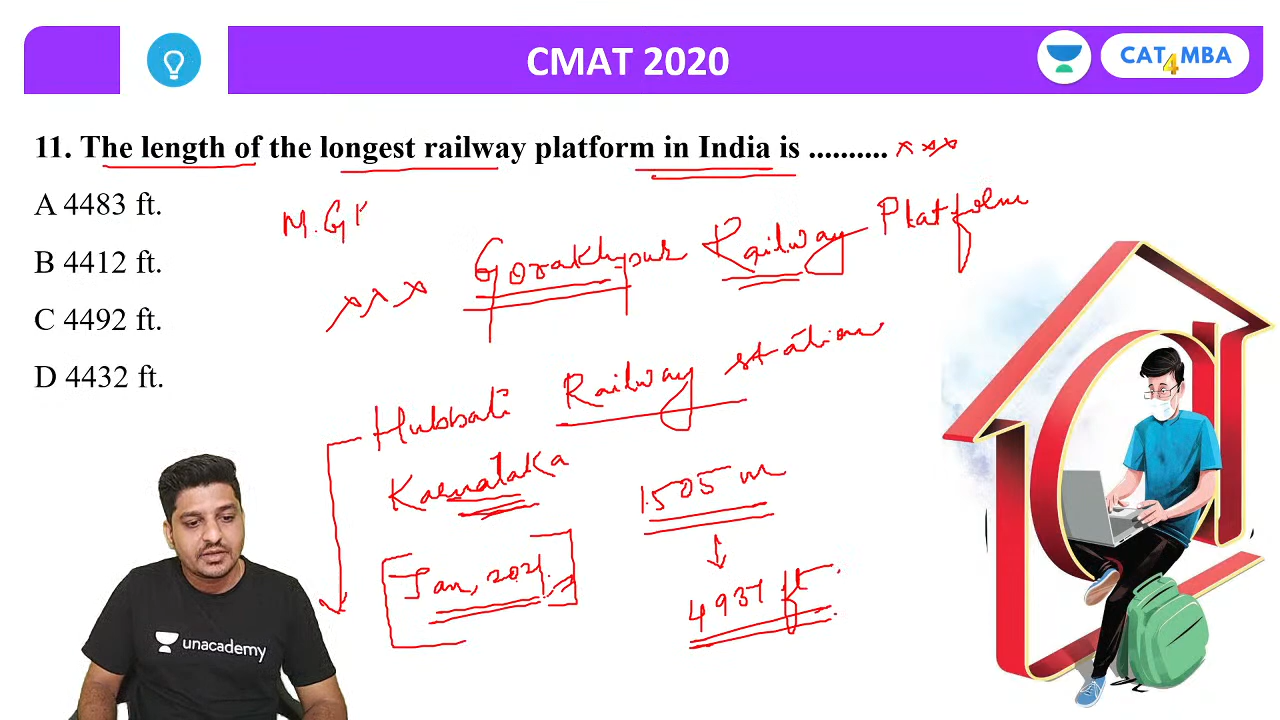 CMAT 2020
CAT4MBA
11. The length of the longest railway platform in India is ..........
A 4483 ft.
B 4412 ft.
C 4492 ft.
D 4432 ft.
M.G
Gorakhpur Railway Platform
Hubbali Railway station
Karnataka
1505 m
Jan, 2021
4937 ft.
unacademy